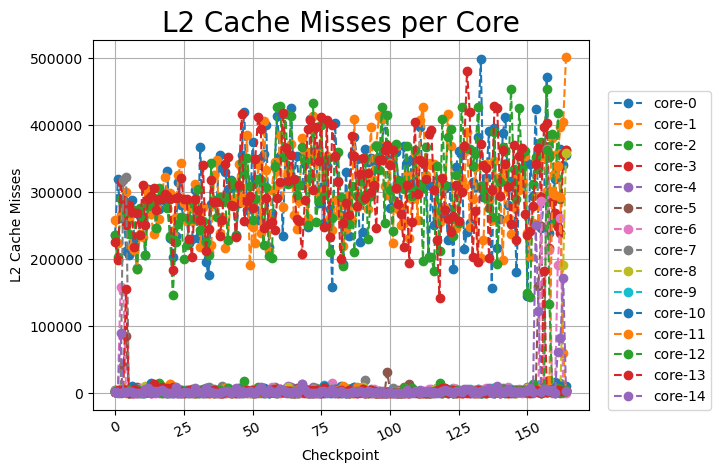 L2 Cache Misses per Core
500000
400000
300000
200000
100000
0
L2 Cache Misses
0
25
50
75
100
125
150
Checkpoint
core-0
core-1
core-2
core-3
core-4
core-5
core-6
core-7
core-8
core-9
core-10
core-11
core-12
core-13
core-14